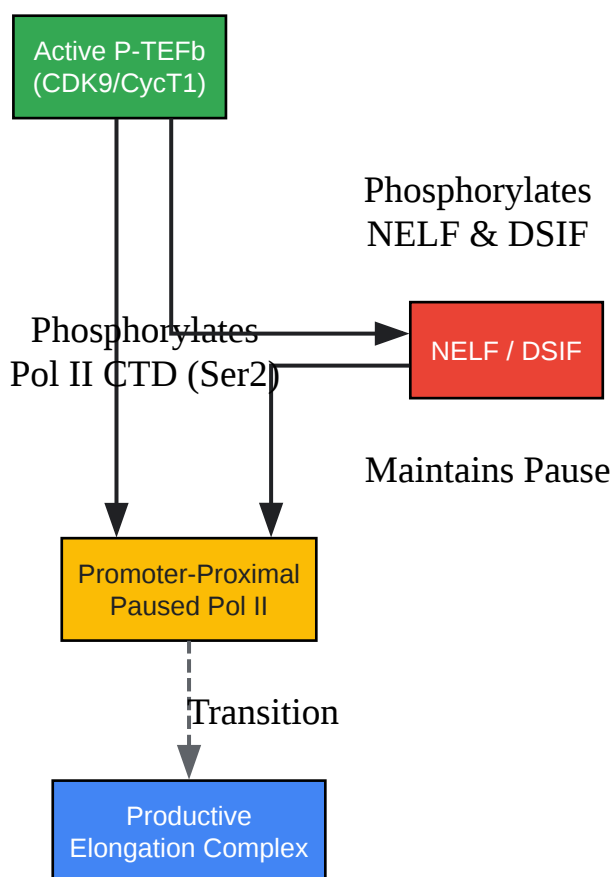 Active P-TEFb
(CDK9/CycT1)
Phosphorylates
NELF & DSIF
Phosphorylates
Pol II CTD (Ser2)
NELF / DSIF
Maintains Pause
Promoter-Proximal
Paused Pol II
Transition
Productive
Elongation Complex